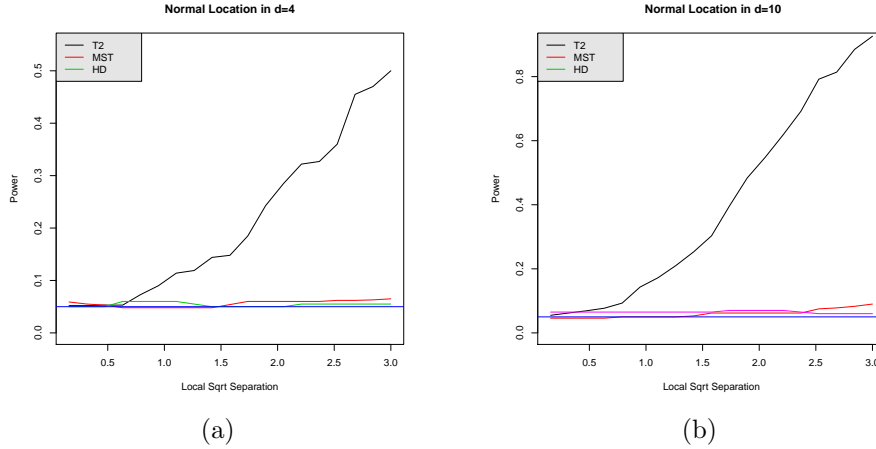 Normal Location in d=4
T2
MST
HD
Power
0.0
0.1
0.2
0.3
0.4
0.5
0.5
1.0
1.5
2.0
2.5
3.0
Local Sqrt Separation
(a)
Normal Location in d=10
T2
MST
HD
Power
0.0
0.2
0.4
0.6
0.8
0.5
1.0
1.5
2.0
2.5
3.0
Local Sqrt Separation
(b)